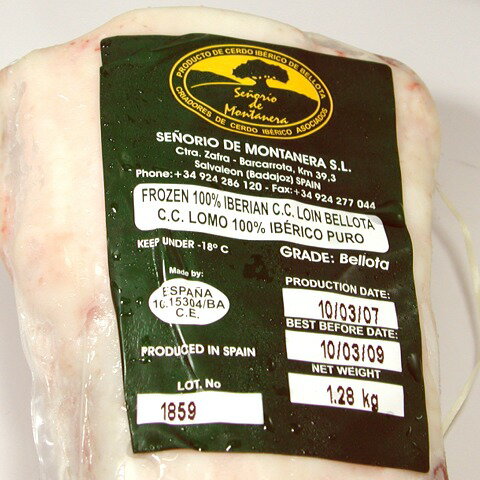 PRODUCTO DE CERDO IBÉRICO DE BELLOTA
Señorío
de
Montanera
CRIADORES DE CERDO IBÉRICO ASOCIADOS
SEÑORIO DE MONTANERA S.L.
Ctra. Zafra - Barcarrota, Km 39,3
Salvaleon (Badajoz) SPAIN
Phone: +34 924 286 120 - Fax: +34 924 277 044
FROZEN 100% IBERIAN C.C. LOIN BELLOTA
C.C. LOMO 100% IBÉRICO PURO
KEEP UNDER -18º C
GRADE: Bellota
Made by:
ESPAÑA
10.15304/BA
C.E.
PRODUCTION DATE:
10/03/07
BEST BEFORE DATE:
10/03/09
PRODUCED IN SPAIN
NET WEIGHT
1.28 kg
LOT. No
1859